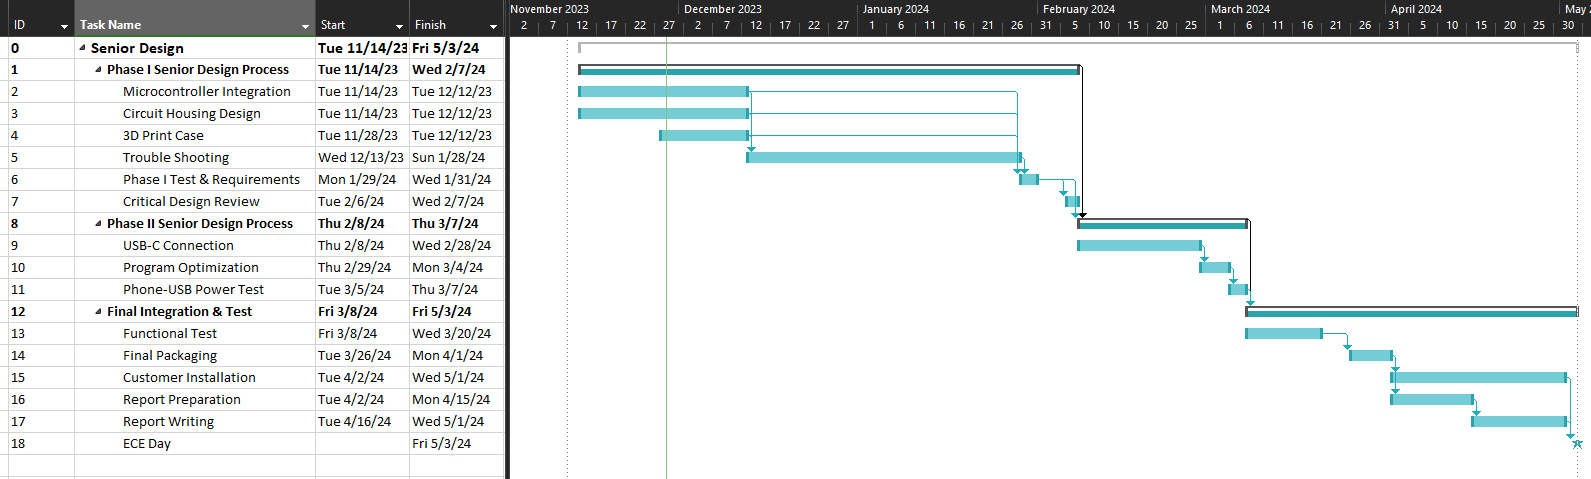 November 2023 December 2023 January 2024 February 2024 March 2024 April 2024 May 2
ID Task Name Start Finish 2 7 12 17 22 27 2 7 12 17 22 27 1 6 11 16 21 26 31 5 10 15 20 25 1 6 11 16 21 26 31 5 10 15 20 25 30
0 Senior Design Tue 11/14/23 Fri 5/3/24
1 Phase I Senior Design Process Tue 11/14/23 Wed 2/7/24
2 Microcontroller Integration Tue 11/14/23 Tue 12/12/23
3 Circuit Housing Design Tue 11/14/23 Tue 12/12/23
4 3D Print Case Tue 11/28/23 Tue 12/12/23
5 Trouble Shooting Wed 12/13/23 Sun 1/28/24
6 Phase I Test & Requirements Mon 1/29/24 Wed 1/31/24
7 Critical Design Review Tue 2/6/24 Wed 2/7/24
8 Phase II Senior Design Process Thu 2/8/24 Thu 3/7/24
9 USB-C Connection Thu 2/8/24 Wed 2/28/24
10 Program Optimization Thu 2/29/24 Mon 3/4/24
11 Phone-USB Power Test Tue 3/5/24 Thu 3/7/24
12 Final Integration & Test Fri 3/8/24 Fri 5/3/24
13 Functional Test Fri 3/8/24 Wed 3/20/24
14 Final Packaging Tue 3/26/24 Mon 4/1/24
15 Customer Installation Tue 4/2/24 Wed 5/1/24
16 Report Preparation Tue 4/2/24 Mon 4/15/24
17 Report Writing Tue 4/16/24 Wed 5/1/24
18 ECE Day Fri 5/3/24